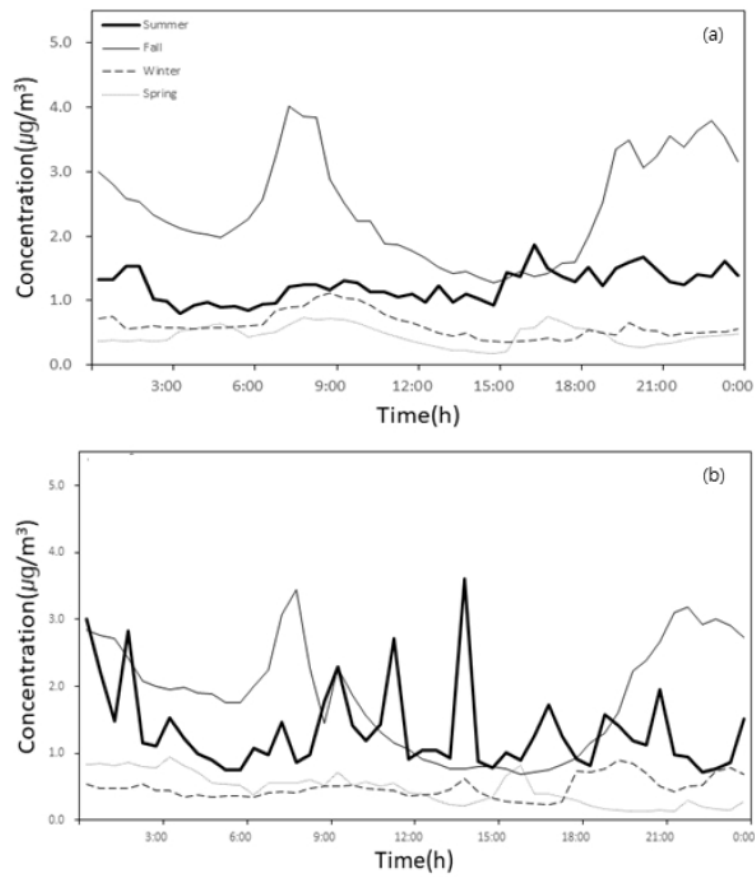 Summer
Fall
Winter
Spring
(a)
5.0
4.0
3.0
2.0
1.0
0.0
Concentration(µg/m³)
3:00 6:00 9:00 12:00 15:00 18:00 21:00 0:00
Time(h)
(b)
5.0
4.0
3.0
2.0
1.0
0.0
Concentration(µg/m³)
3:00 6:00 9:00 12:00 15:00 18:00 21:00 0:00
Time(h)